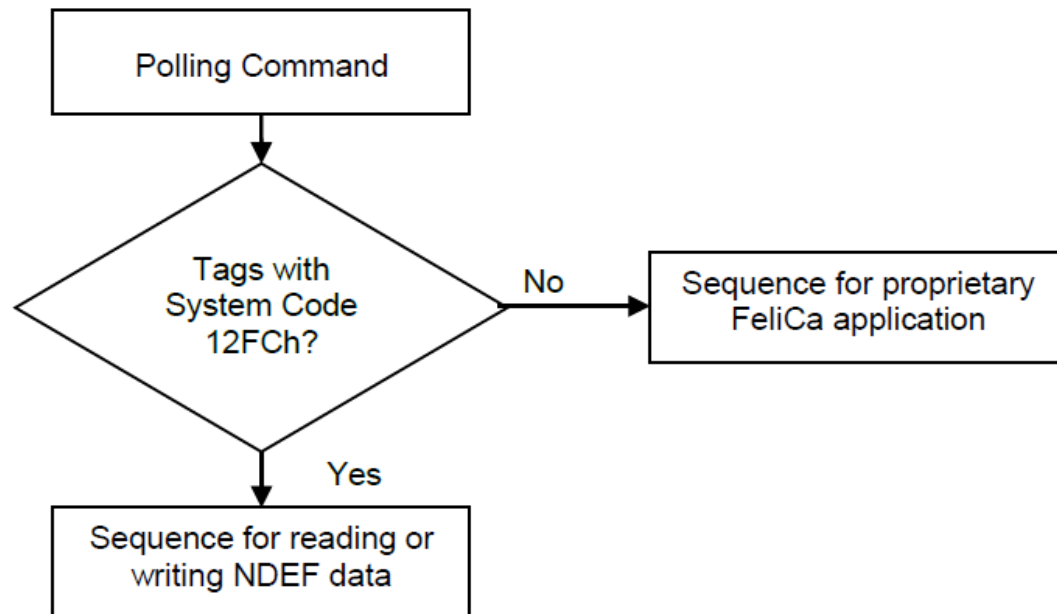 Polling Command
Tags with
System Code
12FCh?
No
Sequence for proprietary
FeliCa application
Yes
Sequence for reading or
writing NDEF data